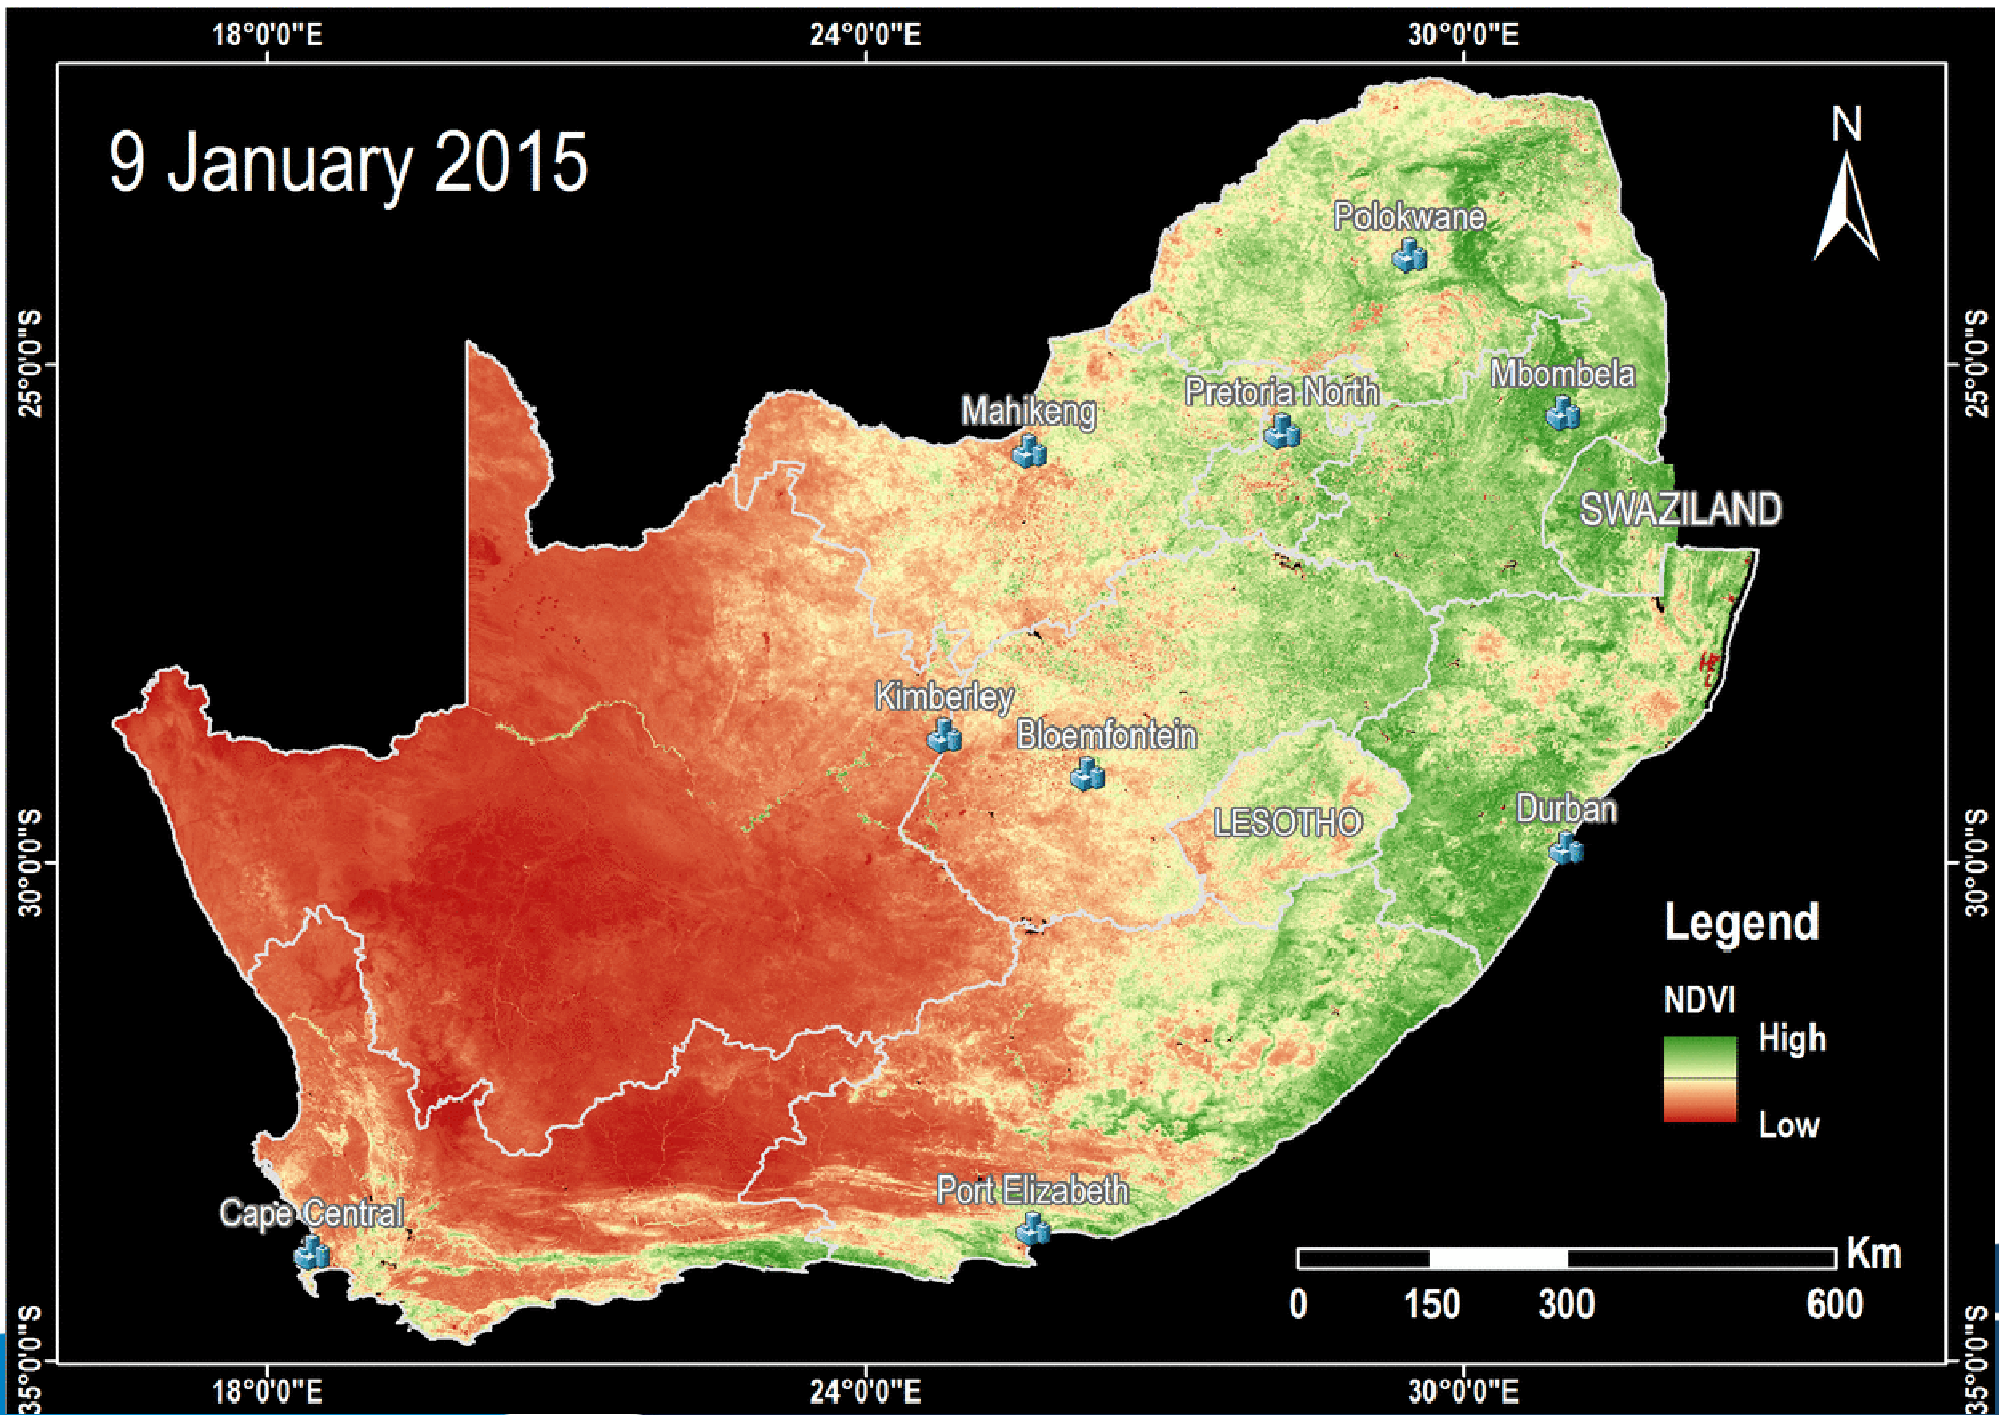 18°0'0"E 24°0'0"E 30°0'0"E
9 January 2015
N
Polokwane
25°0'0"S 25°0'0"S
Mbombela
Pretoria North
Mahikeng
SWAZILAND
Kimberley
Bloemfontein
LESOTHO
Durban
30°0'0"S 30°0'0"S
Legend
NDVI
High
Low
Port Elizabeth
Cape Central
Km
0 150 300 600
35°0'0"S 35°0'0"S
18°0'0"E 24°0'0"E 30°0'0"E